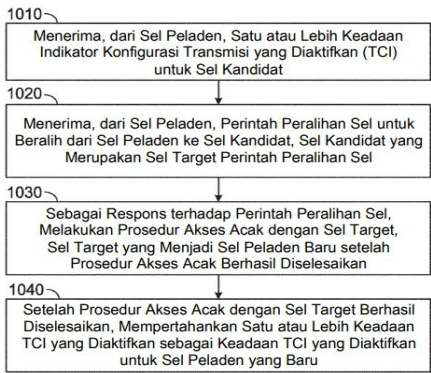 1010
Menerima, dari Sel Peladen, Satu atau Lebih Keadaan
Indikator Konfigurasi Transmisi yang Diaktifkan (TCI)
untuk Sel Kandidat
1020
Menerima, dari Sel Peladen, Perintah Peralihan Sel untuk
Beralih dari Sel Peladen ke Sel Kandidat, Sel Kandidat yang
Merupakan Sel Target Perintah Peralihan Sel
1030
Sebagai Respons terhadap Perintah Peralihan Sel,
Melakukan Prosedur Akses Acak dengan Sel Target,
Sel Target yang Menjadi Sel Peladen Baru setelah
Prosedur Akses Acak Berhasil Diselesaikan
1040
Setelah Prosedur Akses Acak dengan Sel Target Berhasil
Diselesaikan, Mempertahankan Satu atau Lebih Keadaan
TCI yang Diaktifkan sebagai Keadaan TCI yang Diaktifkan
untuk Sel Peladen yang Baru